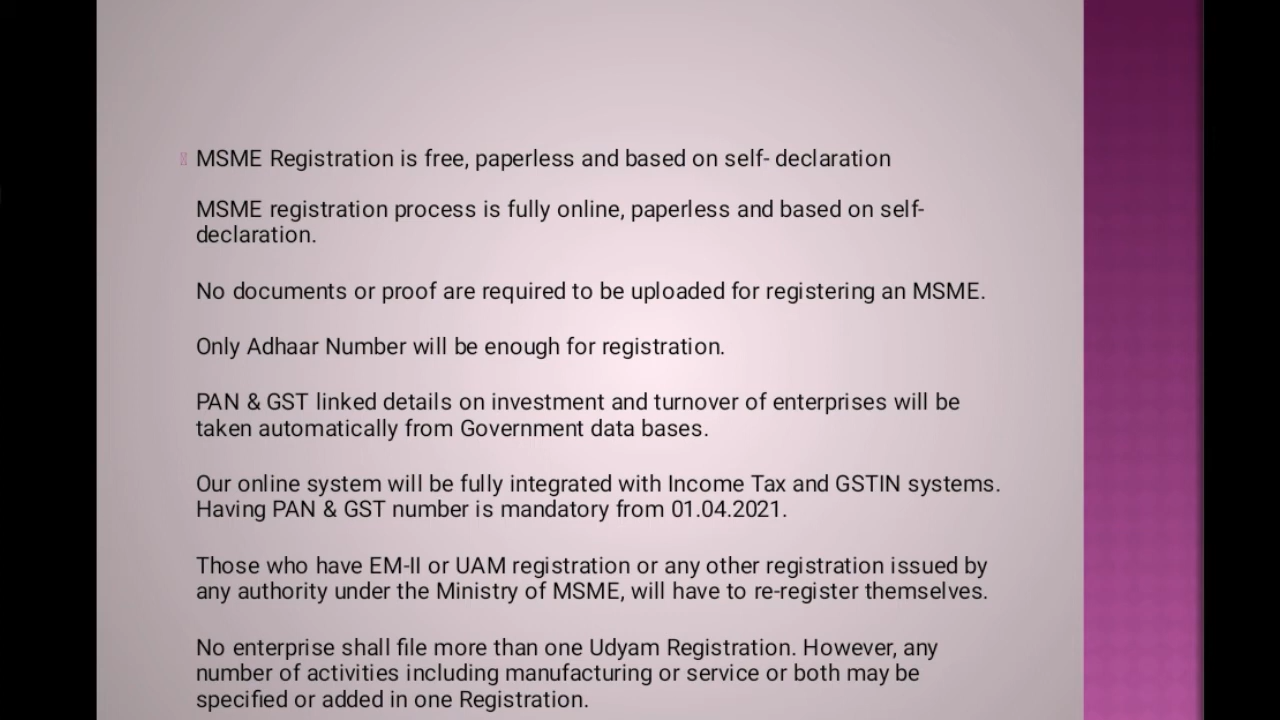 MSME Registration is free, paperless and based on self- declaration
MSME registration process is fully online, paperless and based on self-
declaration.
No documents or proof are required to be uploaded for registering an MSME.
Only Adhaar Number will be enough for registration.
PAN & GST linked details on investment and turnover of enterprises will be
taken automatically from Government data bases.
Our online system will be fully integrated with Income Tax and GSTIN systems.
Having PAN & GST number is mandatory from 01.04.2021.
Those who have EM-II or UAM registration or any other registration issued by
any authority under the Ministry of MSME, will have to re-register themselves.
No enterprise shall file more than one Udyam Registration. However, any
number of activities including manufacturing or service or both may be
specified or added in one Registration.